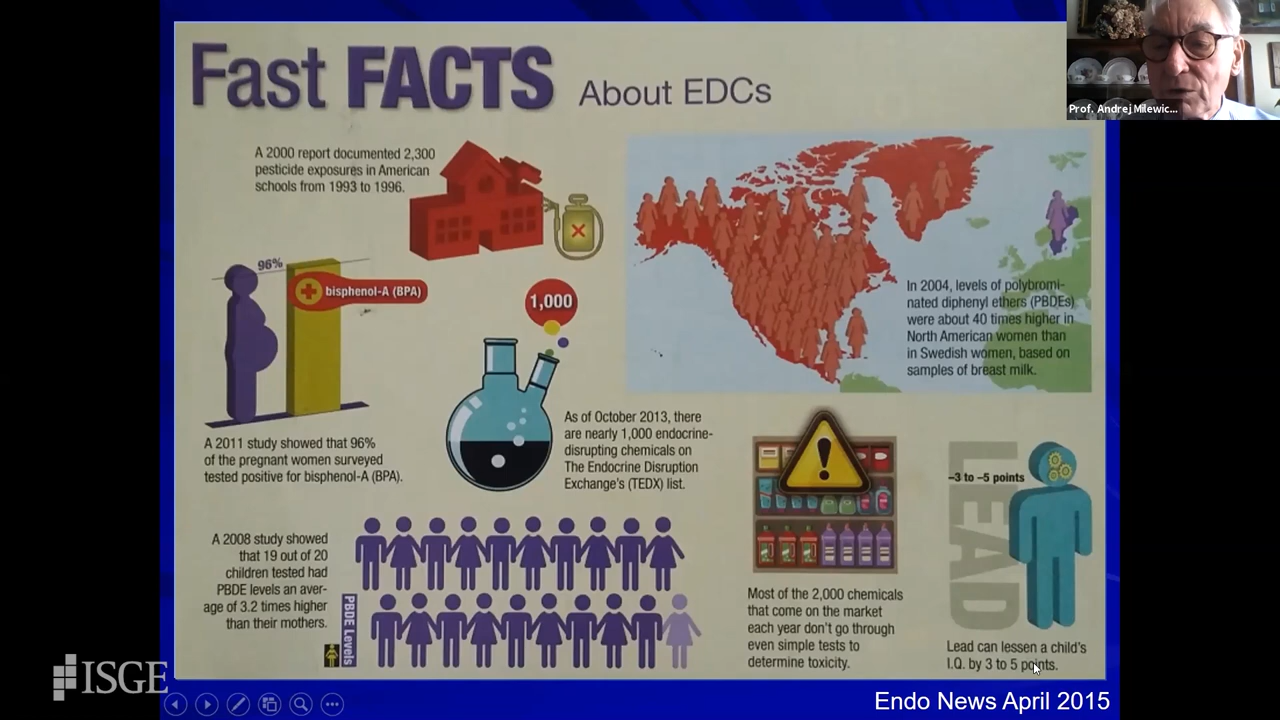 Fast FACTS About EDCs
Prof. Andrej Milewic...
A 2000 report documented 2,300
pesticide exposures in American
schools from 1993 to 1996.
96%
bisphenol-A (BPA)
A 2011 study showed that 96%
of the pregnant women surveyed
tested positive for bisphenol-A (BPA).
1,000
As of October 2013, there
are nearly 1,000 endocrine-
disrupting chemicals on
The Endocrine Disruption
Exchange's (TEDX) list.
In 2004, levels of polybromi-
nated diphenyl ethers (PBDEs)
were about 40 times higher in
North American women than
in Swedish women, based on
samples of breast milk.
A 2008 study showed
that 19 out of 20
children tested had
PBDE levels an aver-
age of 3.2 times higher
than their mothers.
PBDE Levels
Most of the 2,000 chemicals
that come on the market
each year don't go through
even simple tests to
determine toxicity.
LEAD
–3 to –5 points
Lead can lessen a child's
I.Q. by 3 to 5 points.
ISGE
Endo News April 2015